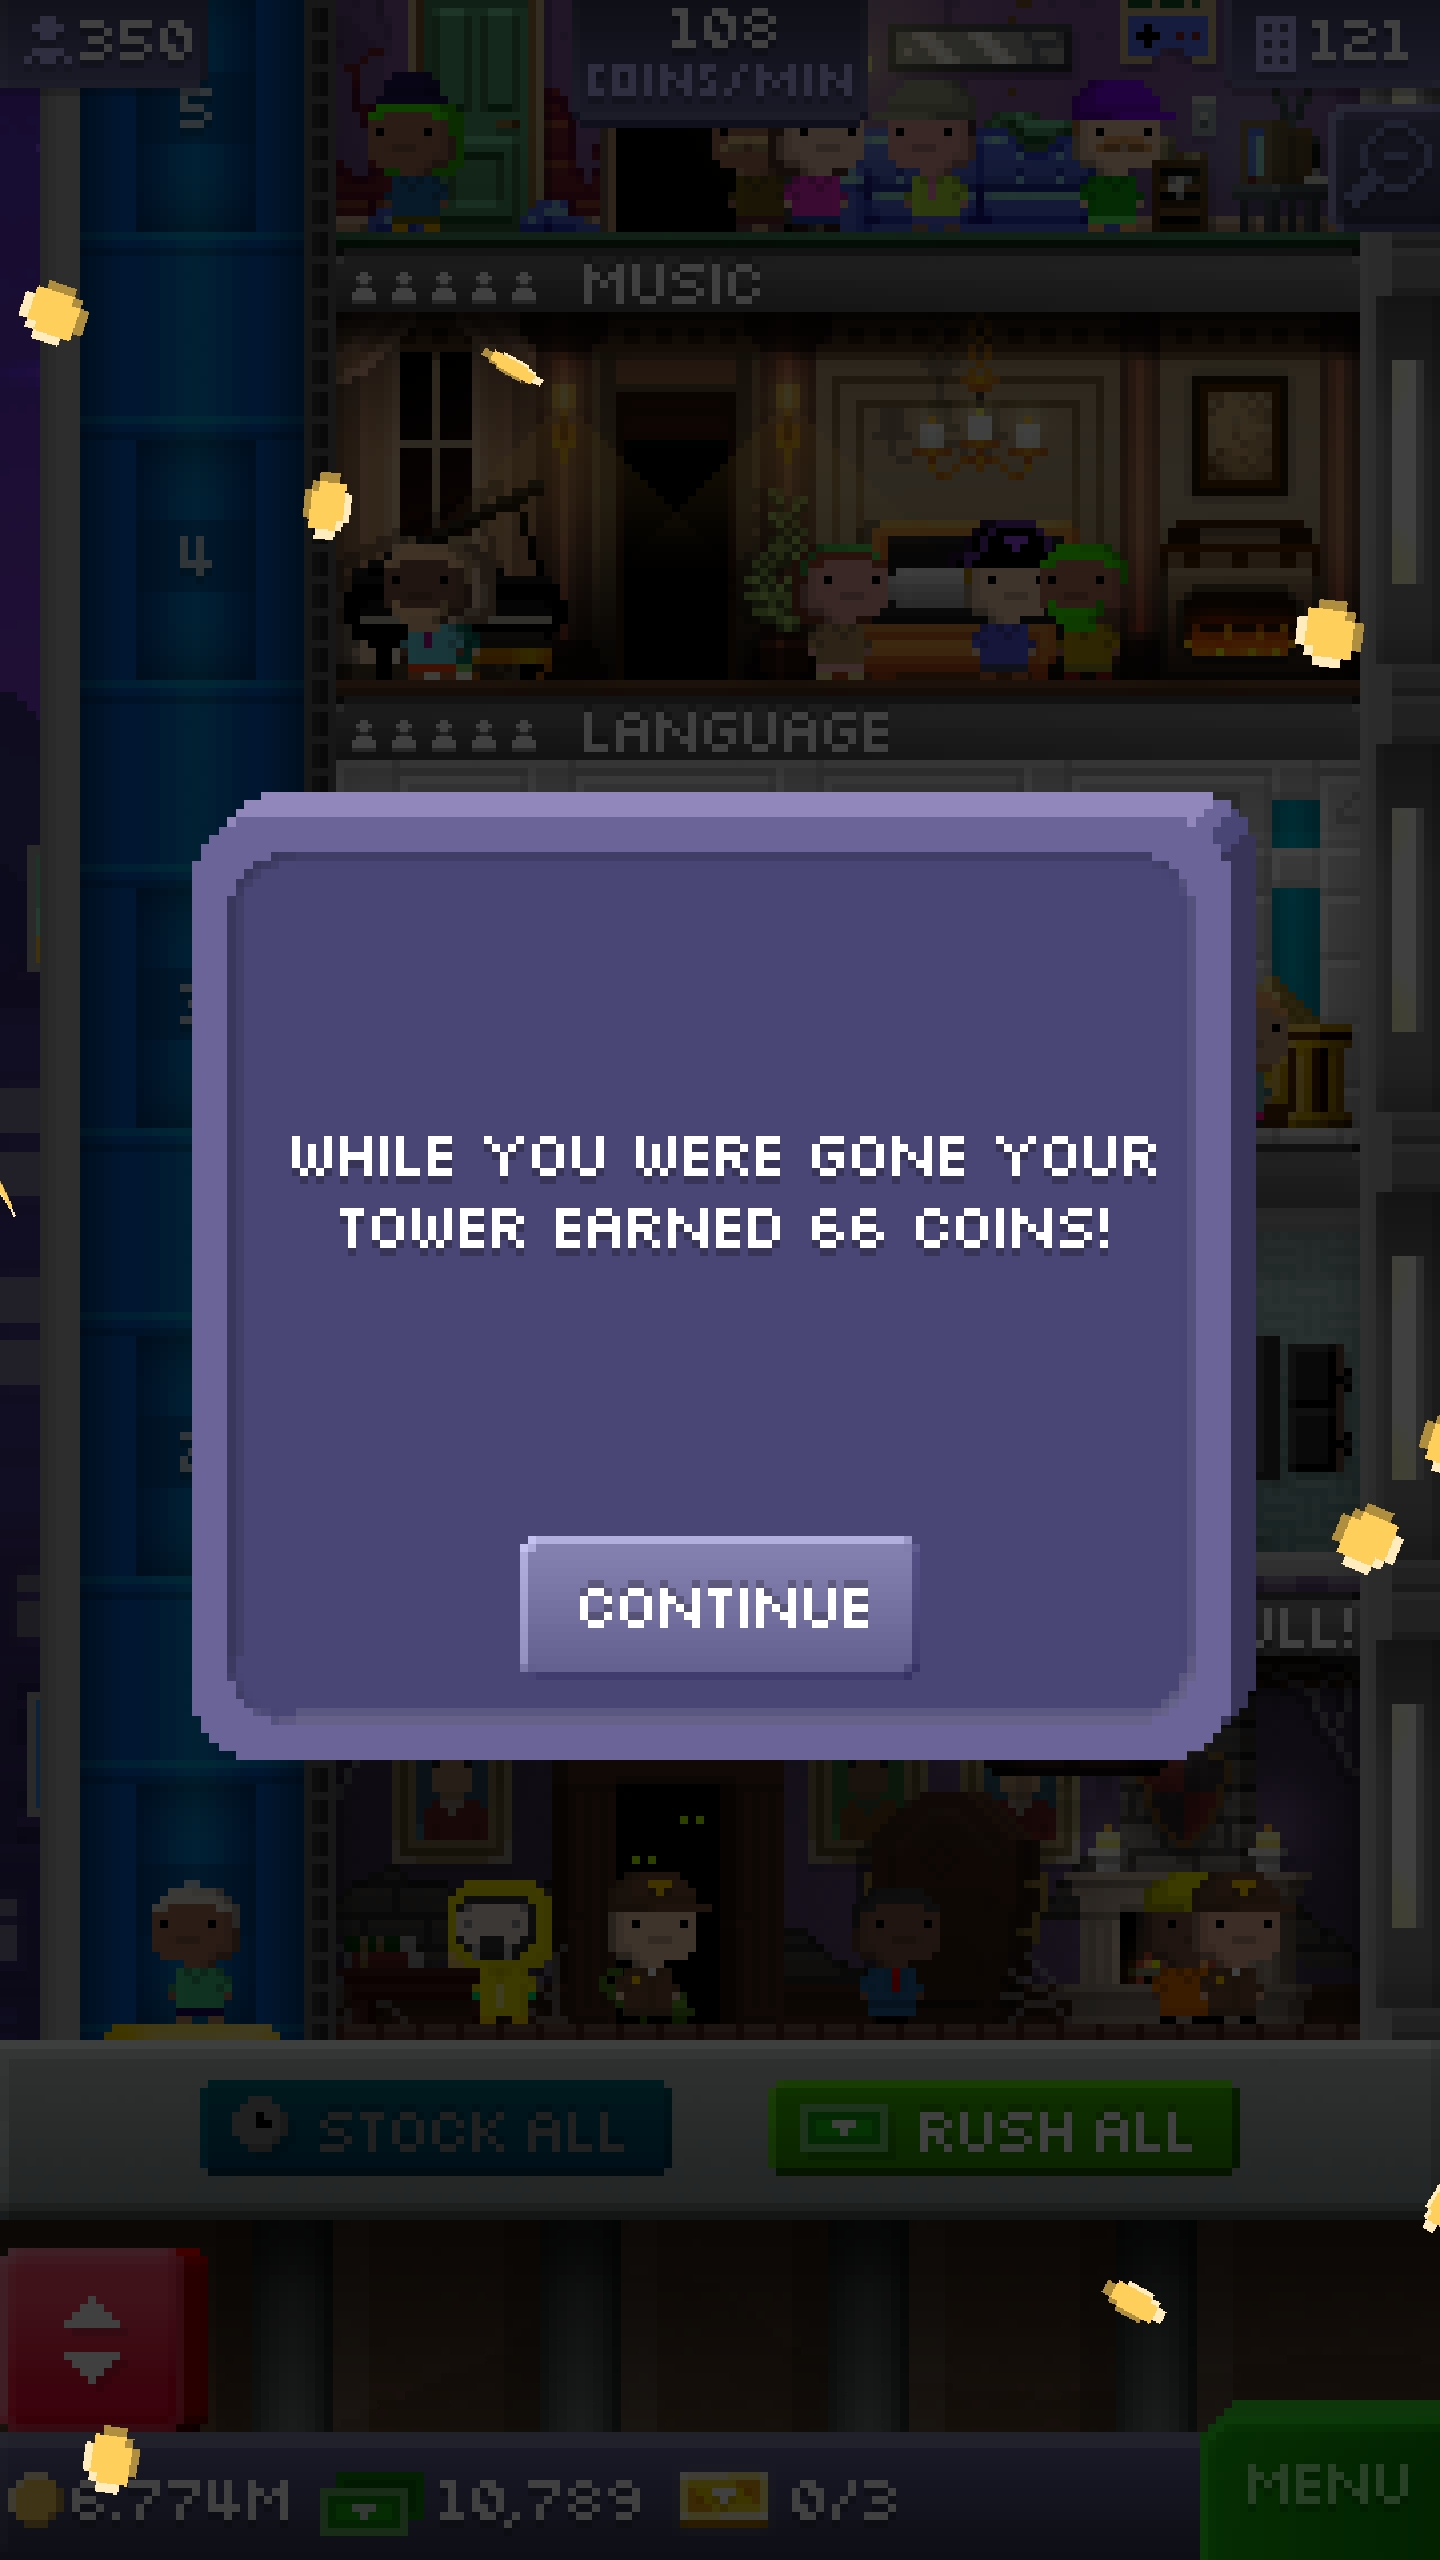 350
108
COINS/MIN
121
5
MUSIC
4
LANGUAGE
WHILE YOU WERE GONE YOUR
TOWER EARNED 66 COINS!
CONTINUE
STOCK ALL
RUSH ALL
6.774M
10,789
0/3
MENU